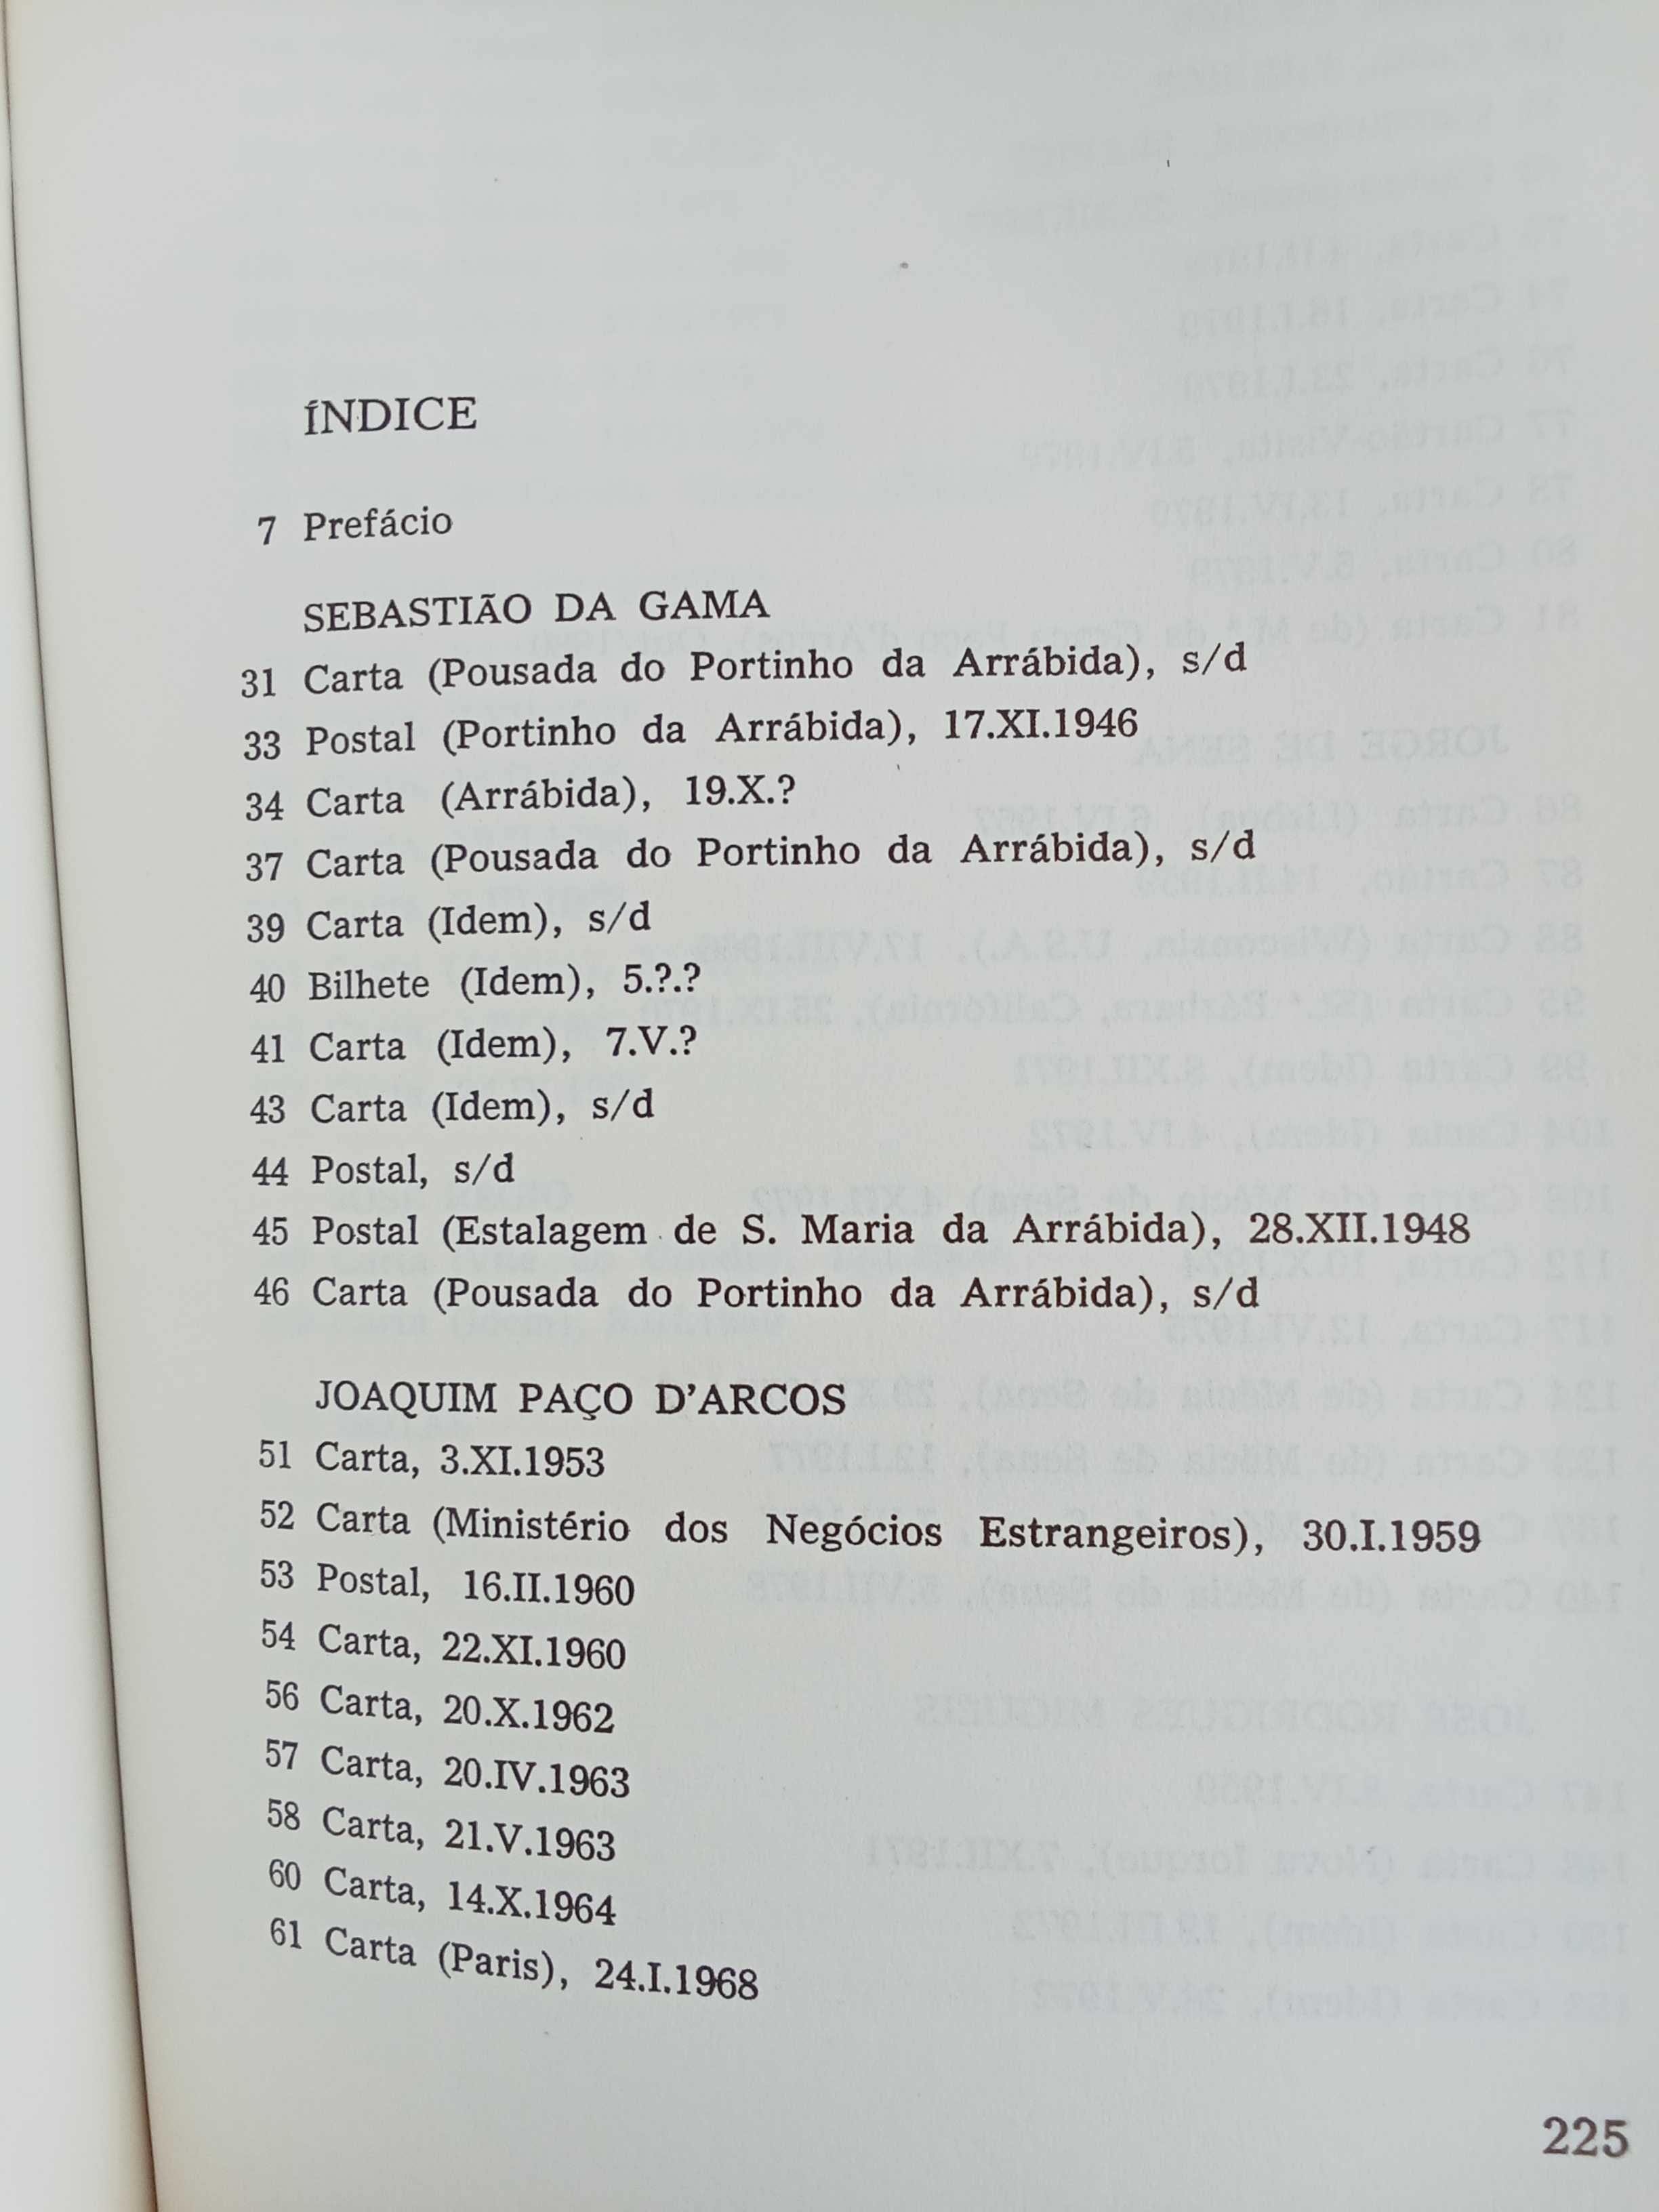 ÍNDICE
7 Prefácio
SEBASTIÃO DA GAMA
31 Carta (Pousada do Portinho da Arrábida), s/d
33 Postal (Portinho da Arrábida), 17.XI.1946
34 Carta (Arrábida), 19.X.?
37 Carta (Pousada do Portinho da Arrábida), s/d
39 Carta (Idem), s/d
40 Bilhete (Idem), 5.?.?
41 Carta (Idem), 7.V.?
43 Carta (Idem), s/d
44 Postal, s/d
45 Postal (Estalagem de S. Maria da Arrábida), 28.XII.1948
46 Carta (Pousada do Portinho da Arrábida), s/d
JOAQUIM PAÇO D'ARCOS
51 Carta, 3.XI.1953
52 Carta (Ministério dos Negócios Estrangeiros), 30.I.1959
53 Postal, 16.II.1960
54 Carta, 22.XI.1960
56 Carta, 20.X.1962
57 Carta, 20.IV.1963
58 Carta, 21.V.1963
60 Carta, 14.X.1964
61 Carta (Paris), 24.I.1968
225